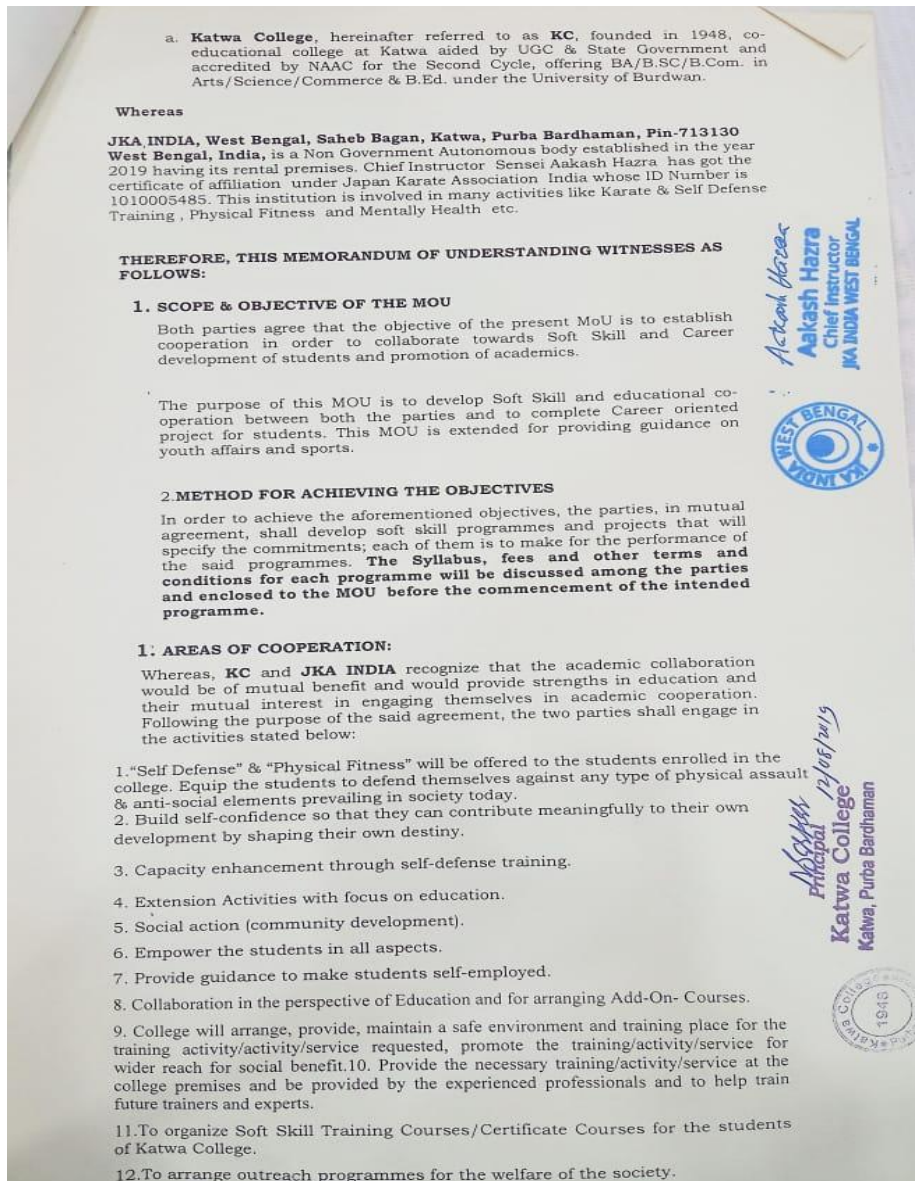 a. Katwa College, hereinafter referred to as KC, founded in 1948, co-
educational college at Katwa aided by UGC & State Government and
accredited by NAAC for the Second Cycle, offering BA/B.SC/B.Com. in
Arts/Science/Commerce & B.Ed. under the University of Burdwan.
Whereas
JKA INDIA, West Bengal, Saheb Bagan, Katwa, Purba Bardhaman, Pin-713130
West Bengal, India, is a Non Government Autonomous body established in the year
2019 having its rental premises. Chief Instructor Sensei Aakash Hazra has got the
certificate of affiliation under Japan Karate Association India whose ID Number is
1010005485. This institution is involved in many activities like Karate & Self Defense
Training , Physical Fitness and Mentally Health etc.
THEREFORE, THIS MEMORANDUM OF UNDERSTANDING WITNESSES AS
FOLLOWS:
1. SCOPE & OBJECTIVE OF THE MOU
Both parties agree that the objective of the present MoU is to establish
cooperation in order to collaborate towards Soft Skill and Career
development of students and promotion of academics.
The purpose of this MOU is to develop Soft Skill and educational co-
operation between both the parties and to complete Career oriented
project for students. This MOU is extended for providing guidance on
youth affairs and sports.
2.METHOD FOR ACHIEVING THE OBJECTIVES
In order to achieve the aforementioned objectives, the parties, in mutual
agreement, shall develop soft skill programmes and projects that will
specify the commitments; each of them is to make for the performance of
the said programmes. The Syllabus, fees and other terms and
conditions for each programme will be discussed among the parties
and enclosed to the MOU before the commencement of the intended
programme.
1: AREAS OF COOPERATION:
Whereas, KC and JKA INDIA recognize that the academic collaboration
would be of mutual benefit and would provide strengths in education and
their mutual interest in engaging themselves in academic cooperation.
Following the purpose of the said agreement, the two parties shall engage in
the activities stated below:
1."Self Defense" & "Physical Fitness" will be offered to the students enrolled in the
college. Equip the students to defend themselves against any type of physical assault
& anti-social elements prevailing in society today.
2. Build self-confidence so that they can contribute meaningfully to their own
development by shaping their own destiny.
3. Capacity enhancement through self-defense training.
4. Extension Activities with focus on education.
5. Social action (community development).
6. Empower the students in all aspects.
7. Provide guidance to make students self-employed.
8. Collaboration in the perspective of Education and for arranging Add-On- Courses.
9. College will arrange, provide, maintain a safe environment and training place for the
training activity/activity/service requested, promote the training/activity/service for
wider reach for social benefit.10. Provide the necessary training/activity/service at the
college premises and be provided by the experienced professionals and to help train
future trainers and experts.
11.To organize Soft Skill Training Courses/Certificate Courses for the students
of Katwa College.
12.To arrange outreach programmes for the welfare of the society.
Aakash Hazra
Aakash Hazra
Chief Instructor
JKA INDIA WEST BENGAL
WEST BENGAL
JKA INDIA
12/08/2019
Principal
Katwa College
Katwa, Purba Bardhaman
Katwa College
1948